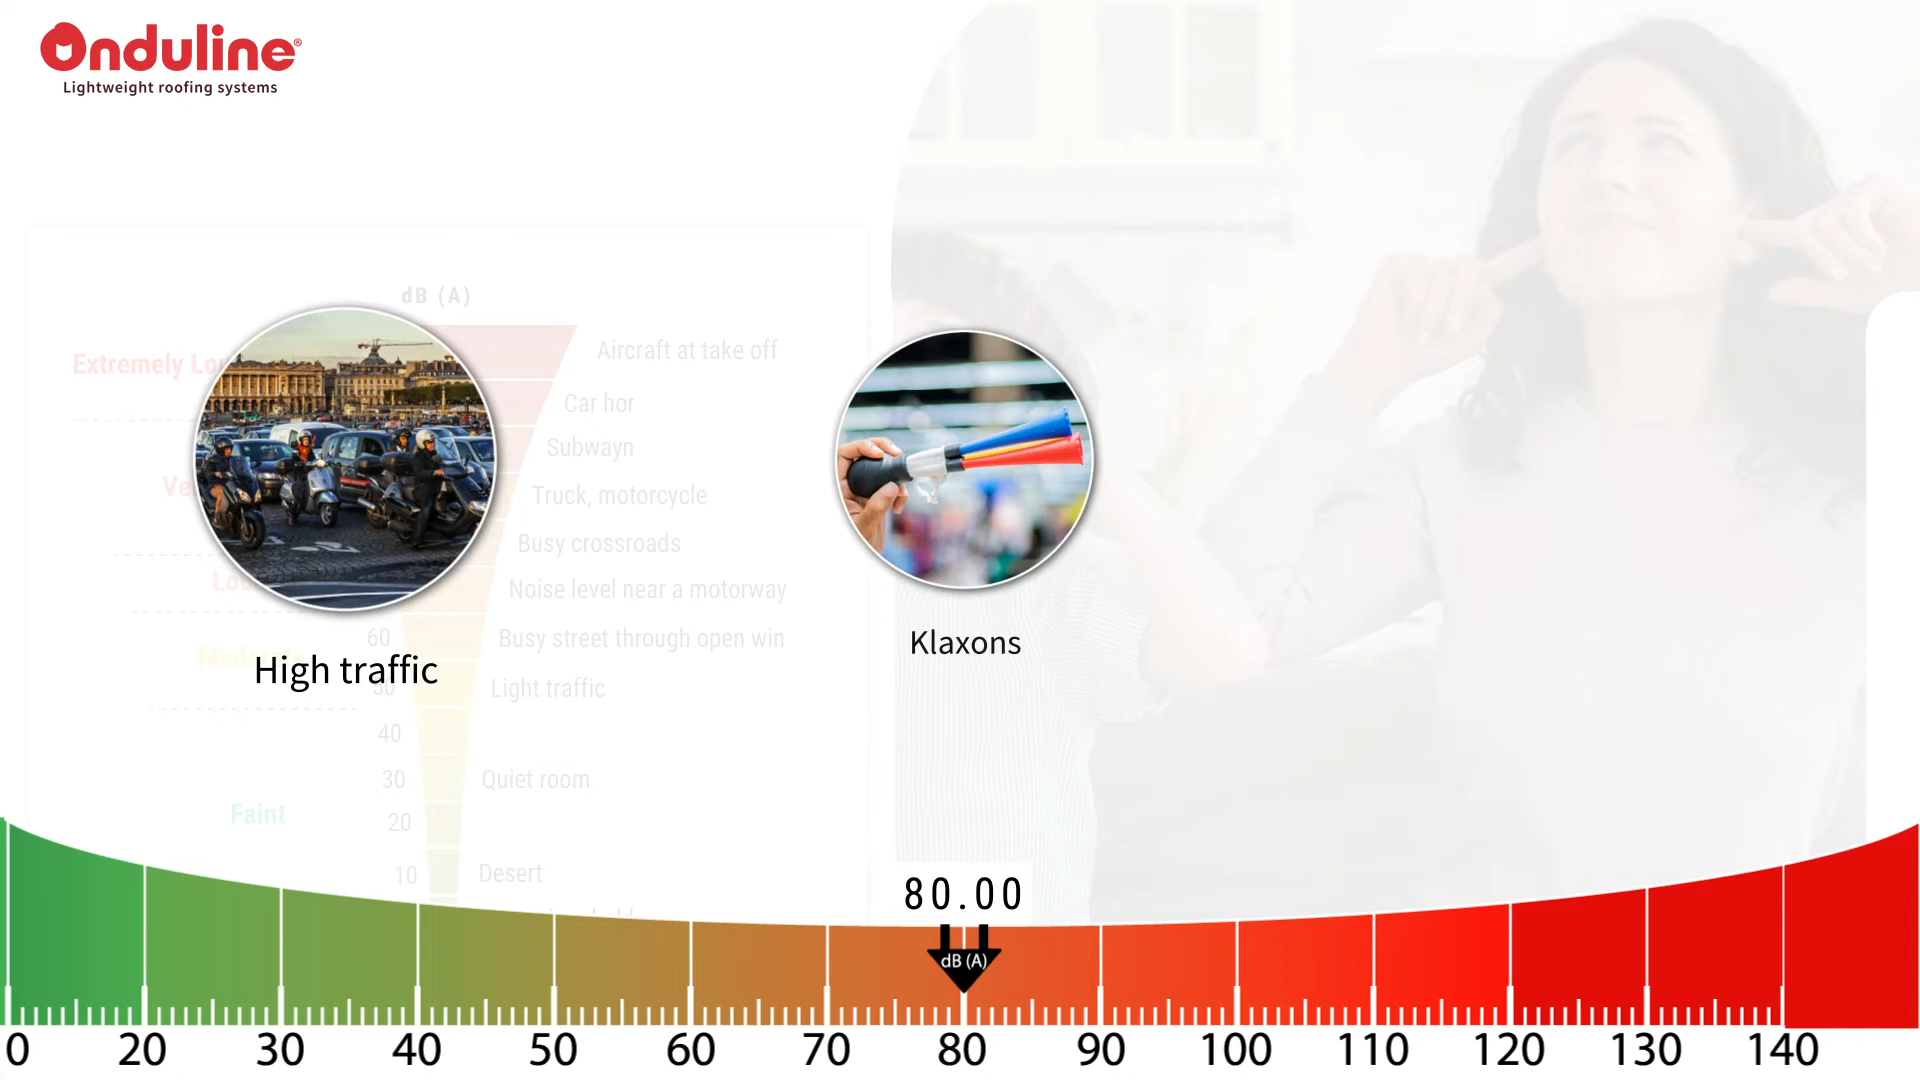 Onduline®
Lightweight roofing systems
dB (A)
Extremely
Aircraft at take off
Car hor
Subwayn
Truck, motorcycle
Busy crossroads
Noise level near a motorway
60
Busy street through open win
High traffic
Klaxons
50
Light traffic
40
30
Quiet room
Faint
20
10
Desert
80.00
dB (A)
0 20 30 40 50 60 70 80 90 100 110 120 130 140